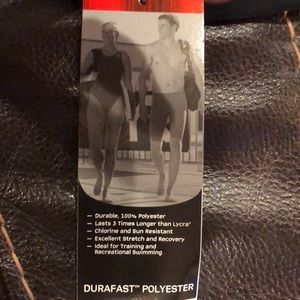 – Durable, 100% Polyester
– Lasts 3 Times Longer than Lycra®
– Chlorine and Sun Resistant
– Excellent Stretch and Recovery
– Ideal for Training and
Recreational Swimming
DURAFAST™ POLYESTER